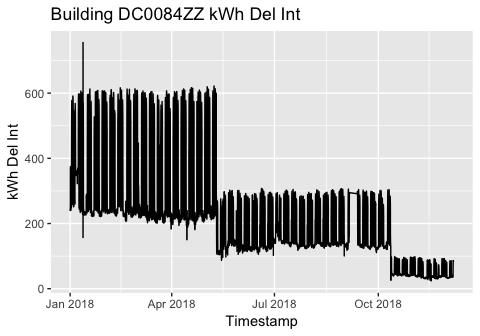 Building DC0084ZZ kWh Del Int
kWh Del Int
600
400
200
0
Jan 2018 Apr 2018 Jul 2018 Oct 2018
Timestamp